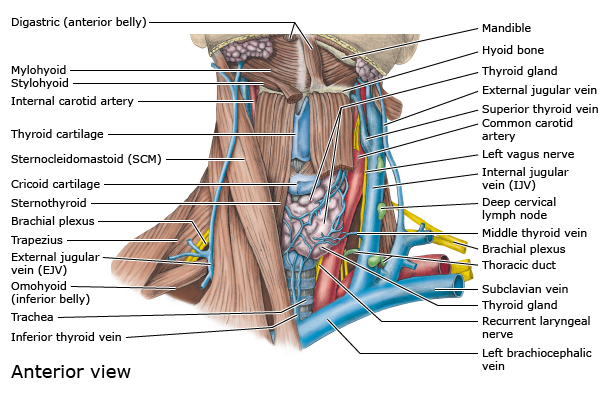 Digastric (anterior belly)
Mylohyoid
Stylohyoid
Internal carotid artery
Thyroid cartilage
Sternocleidomastoid (SCM)
Cricoid cartilage
Sternothyroid
Brachial plexus
Trapezius
External jugular
vein (EJV)
Omohyoid
(inferior belly)
Trachea
Inferior thyroid vein
Anterior view
Mandible
Hyoid bone
Thyroid gland
External jugular vein
Superior thyroid vein
Common carotid
artery
Left vagus nerve
Internal jugular
vein (IJV)
Deep cervical
lymph node
Middle thyroid vein
Brachial plexus
Thoracic duct
Subclavian vein
Thyroid gland
Recurrent laryngeal
nerve
Left brachiocephalic
vein